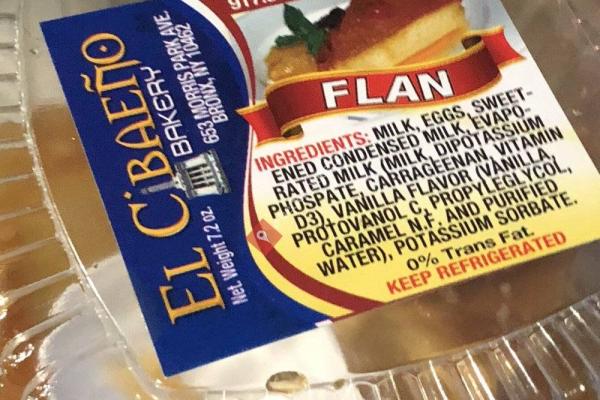 EL CIBAEÑO
BAKERY
653 MORRIS PARK AVE.
BRONX, NY 10462
Net. Weight 7.2 oz.
FLAN
INGREDIENTS: MILK, EGGS, SWEET-
ENED CONDENSED MILK, EVAPO-
RATED MILK (MILK, DIPOTASSIUM
PHOSPATE, CARRAGEENAN, VITAMIN
D3), VANILLA FLAVOR (VANILLA,
PROTOVANOL C, PROPYLEGLYCOL,
CARAMEL N.F. AND PURIFIED
WATER), POTASSIUM SORBATE.
0% Trans Fat.
KEEP REFRIGERATED